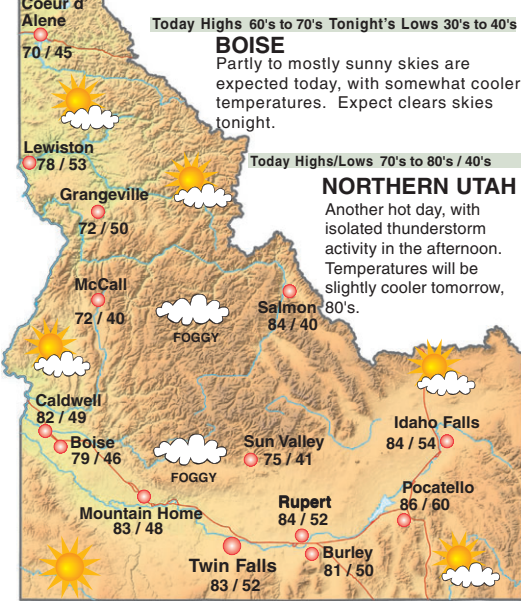 Coeur d'
Alene
70 / 45
Today Highs 60's to 70's Tonight's Lows 30's to 40's
BOISE
Partly to mostly sunny skies are
expected today, with somewhat cooler
temperatures. Expect clears skies
tonight.
Lewiston
78 / 53
Today Highs/Lows 70's to 80's / 40's
NORTHERN UTAH
Another hot day, with
isolated thunderstorm
activity in the afternoon.
Temperatures will be
slightly cooler tomorrow,
80's.
Grangeville
72 / 50
McCall
72 / 40
FOGGY
Salmon
84 / 40
Caldwell
82 / 49
Boise
79 / 46
FOGGY
Sun Valley
75 / 41
Idaho Falls
84 / 54
Mountain Home
83 / 48
Rupert
84 / 52
Pocatello
86 / 60
Twin Falls
83 / 52
Burley
81 / 50